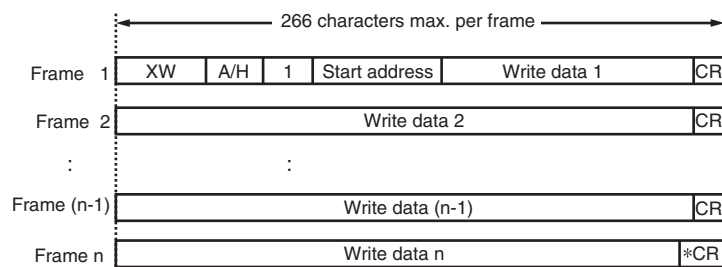 266 characters max. per frame
Frame 1 XW A/H 1 Start address Write data 1 CR
Frame 2 Write data 2 CR
: :
Frame (n-1) Write data (n-1) CR
Frame n Write data n *CR